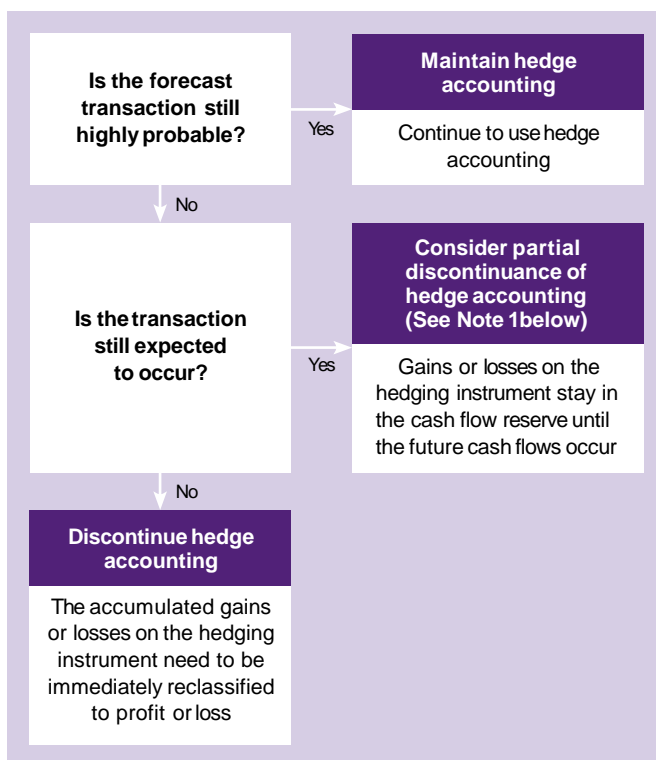 Is the forecast
transaction still
highly probable?
Yes
Maintain hedge
accounting
Continue to use hedge
accounting
No
Is the transaction
still expected
to occur?
Yes
Consider partial
discontinuance of
hedge accounting
(See Note 1below)
Gains or losses on the
hedging instrument stay in
the cash flow reserve until
the future cash flows occur
No
Discontinue hedge
accounting
The accumulated gains
or losses on the hedging
instrument need to be
immediately reclassified
to profit or loss